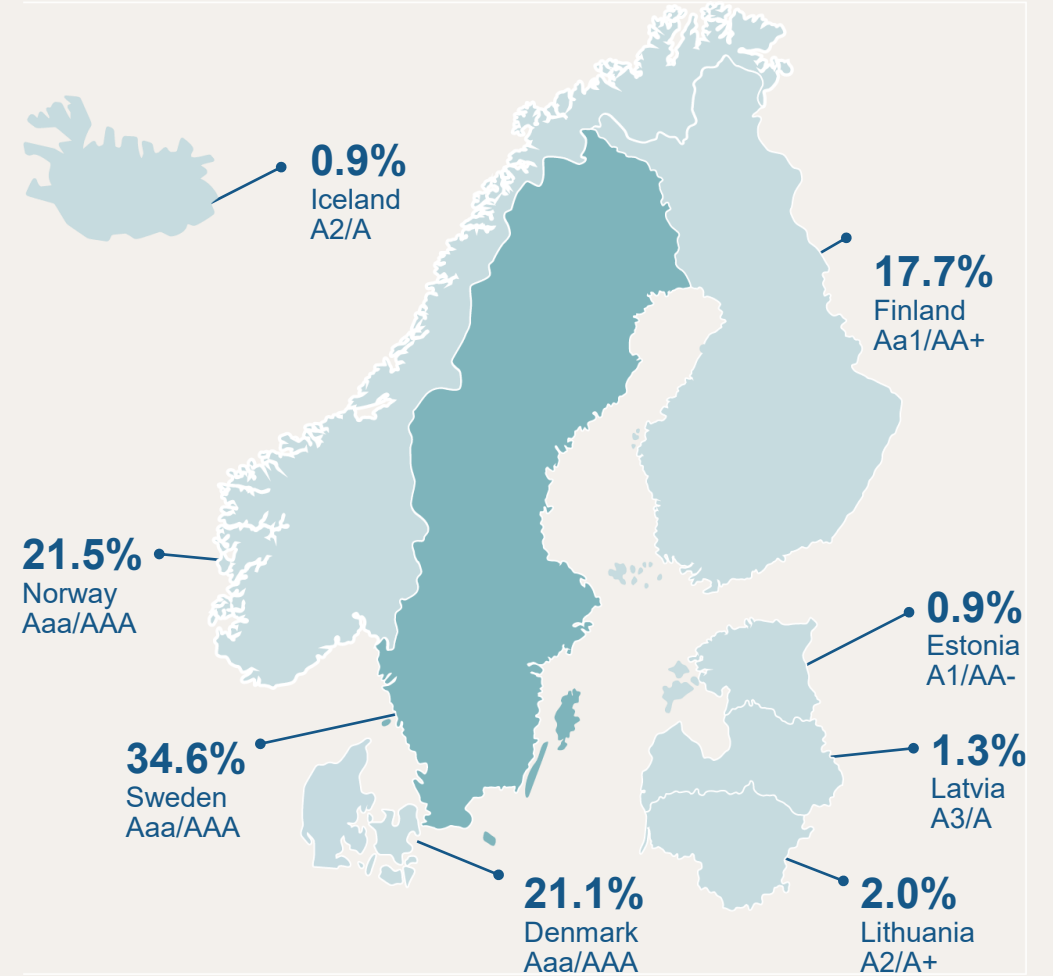 0.9%
Iceland
A2/A
17.7%
Finland
Aa1/AA+
21.5%
Norway
Aaa/AAA
0.9%
Estonia
A1/AA-
34.6%
Sweden
Aaa/AAA
1.3%
Latvia
A3/A
21.1%
Denmark
Aaa/AAA
2.0%
Lithuania
A2/A+